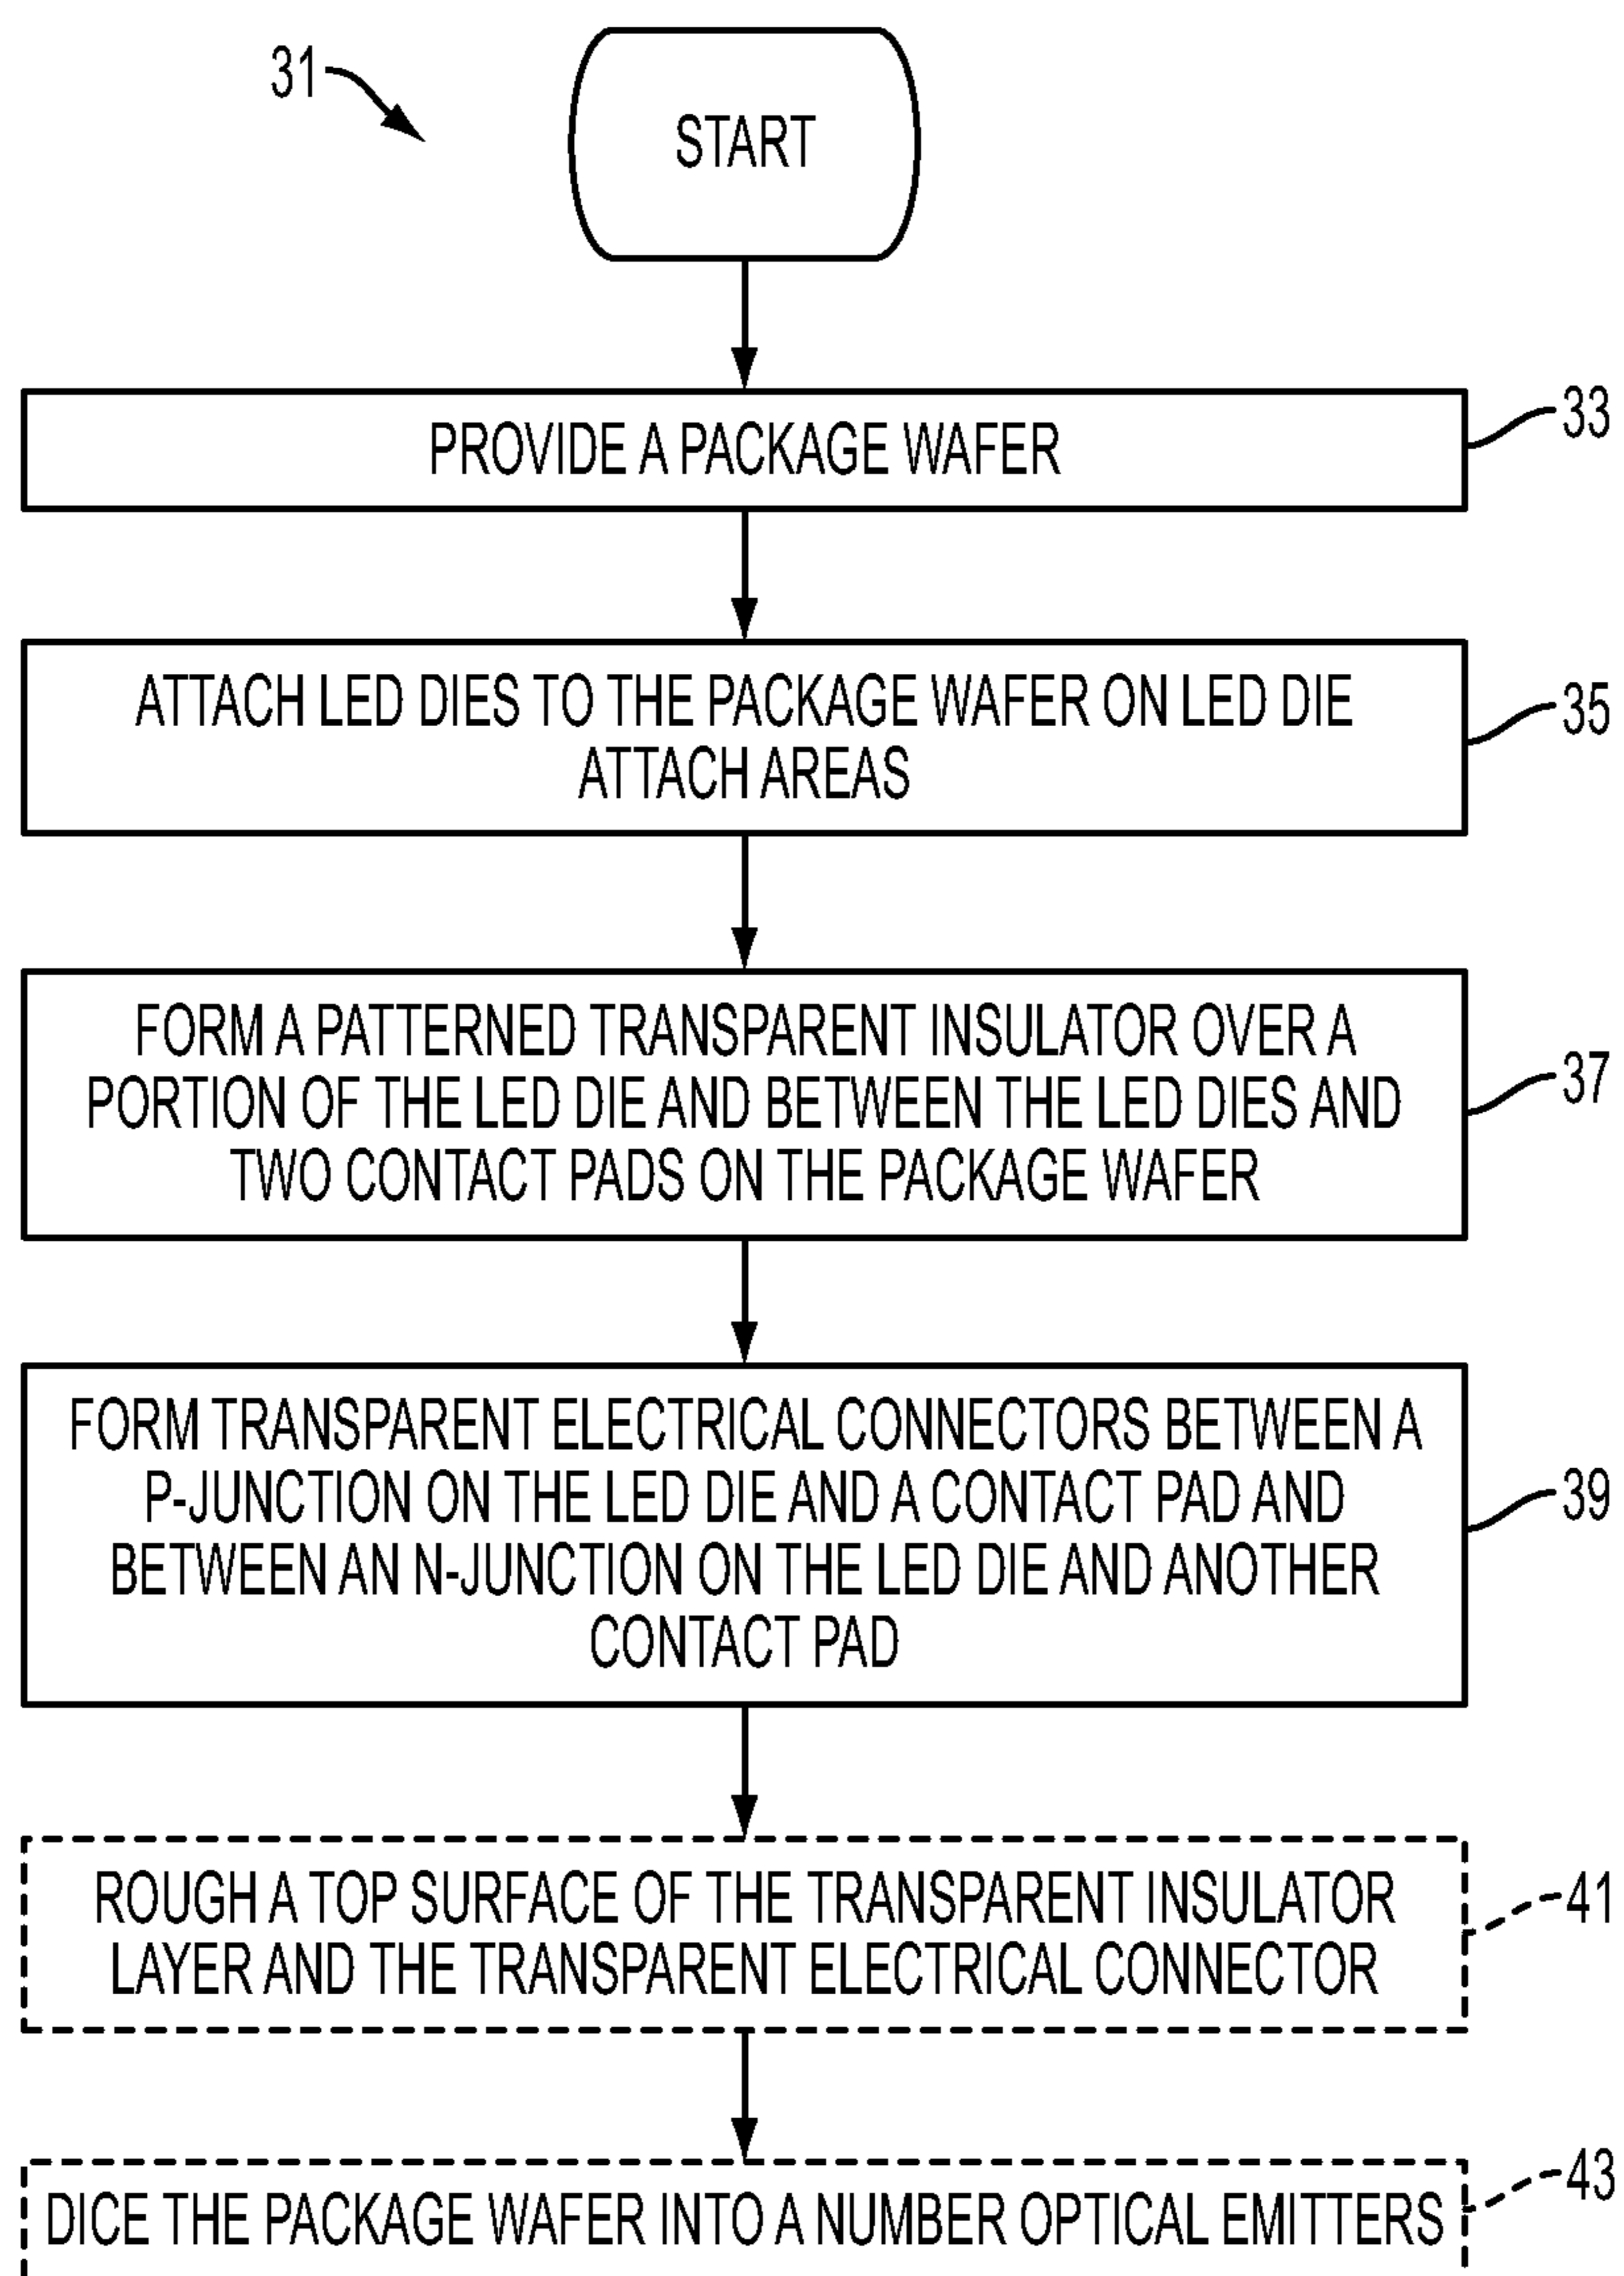 31
START
PROVIDE A PACKAGE WAFER
33
ATTACH LED DIES TO THE PACKAGE WAFER ON LED DIE
ATTACH AREAS
35
FORM A PATTERNED TRANSPARENT INSULATOR OVER A
PORTION OF THE LED DIE AND BETWEEN THE LED DIES AND
TWO CONTACT PADS ON THE PACKAGE WAFER
37
FORM TRANSPARENT ELECTRICAL CONNECTORS BETWEEN A
P-JUNCTION ON THE LED DIE AND A CONTACT PAD AND
BETWEEN AN N-JUNCTION ON THE LED DIE AND ANOTHER
CONTACT PAD
39
ROUGH A TOP SURFACE OF THE TRANSPARENT INSULATOR
LAYER AND THE TRANSPARENT ELECTRICAL CONNECTOR
41
DICE THE PACKAGE WAFER INTO A NUMBER OPTICAL EMITTERS
43